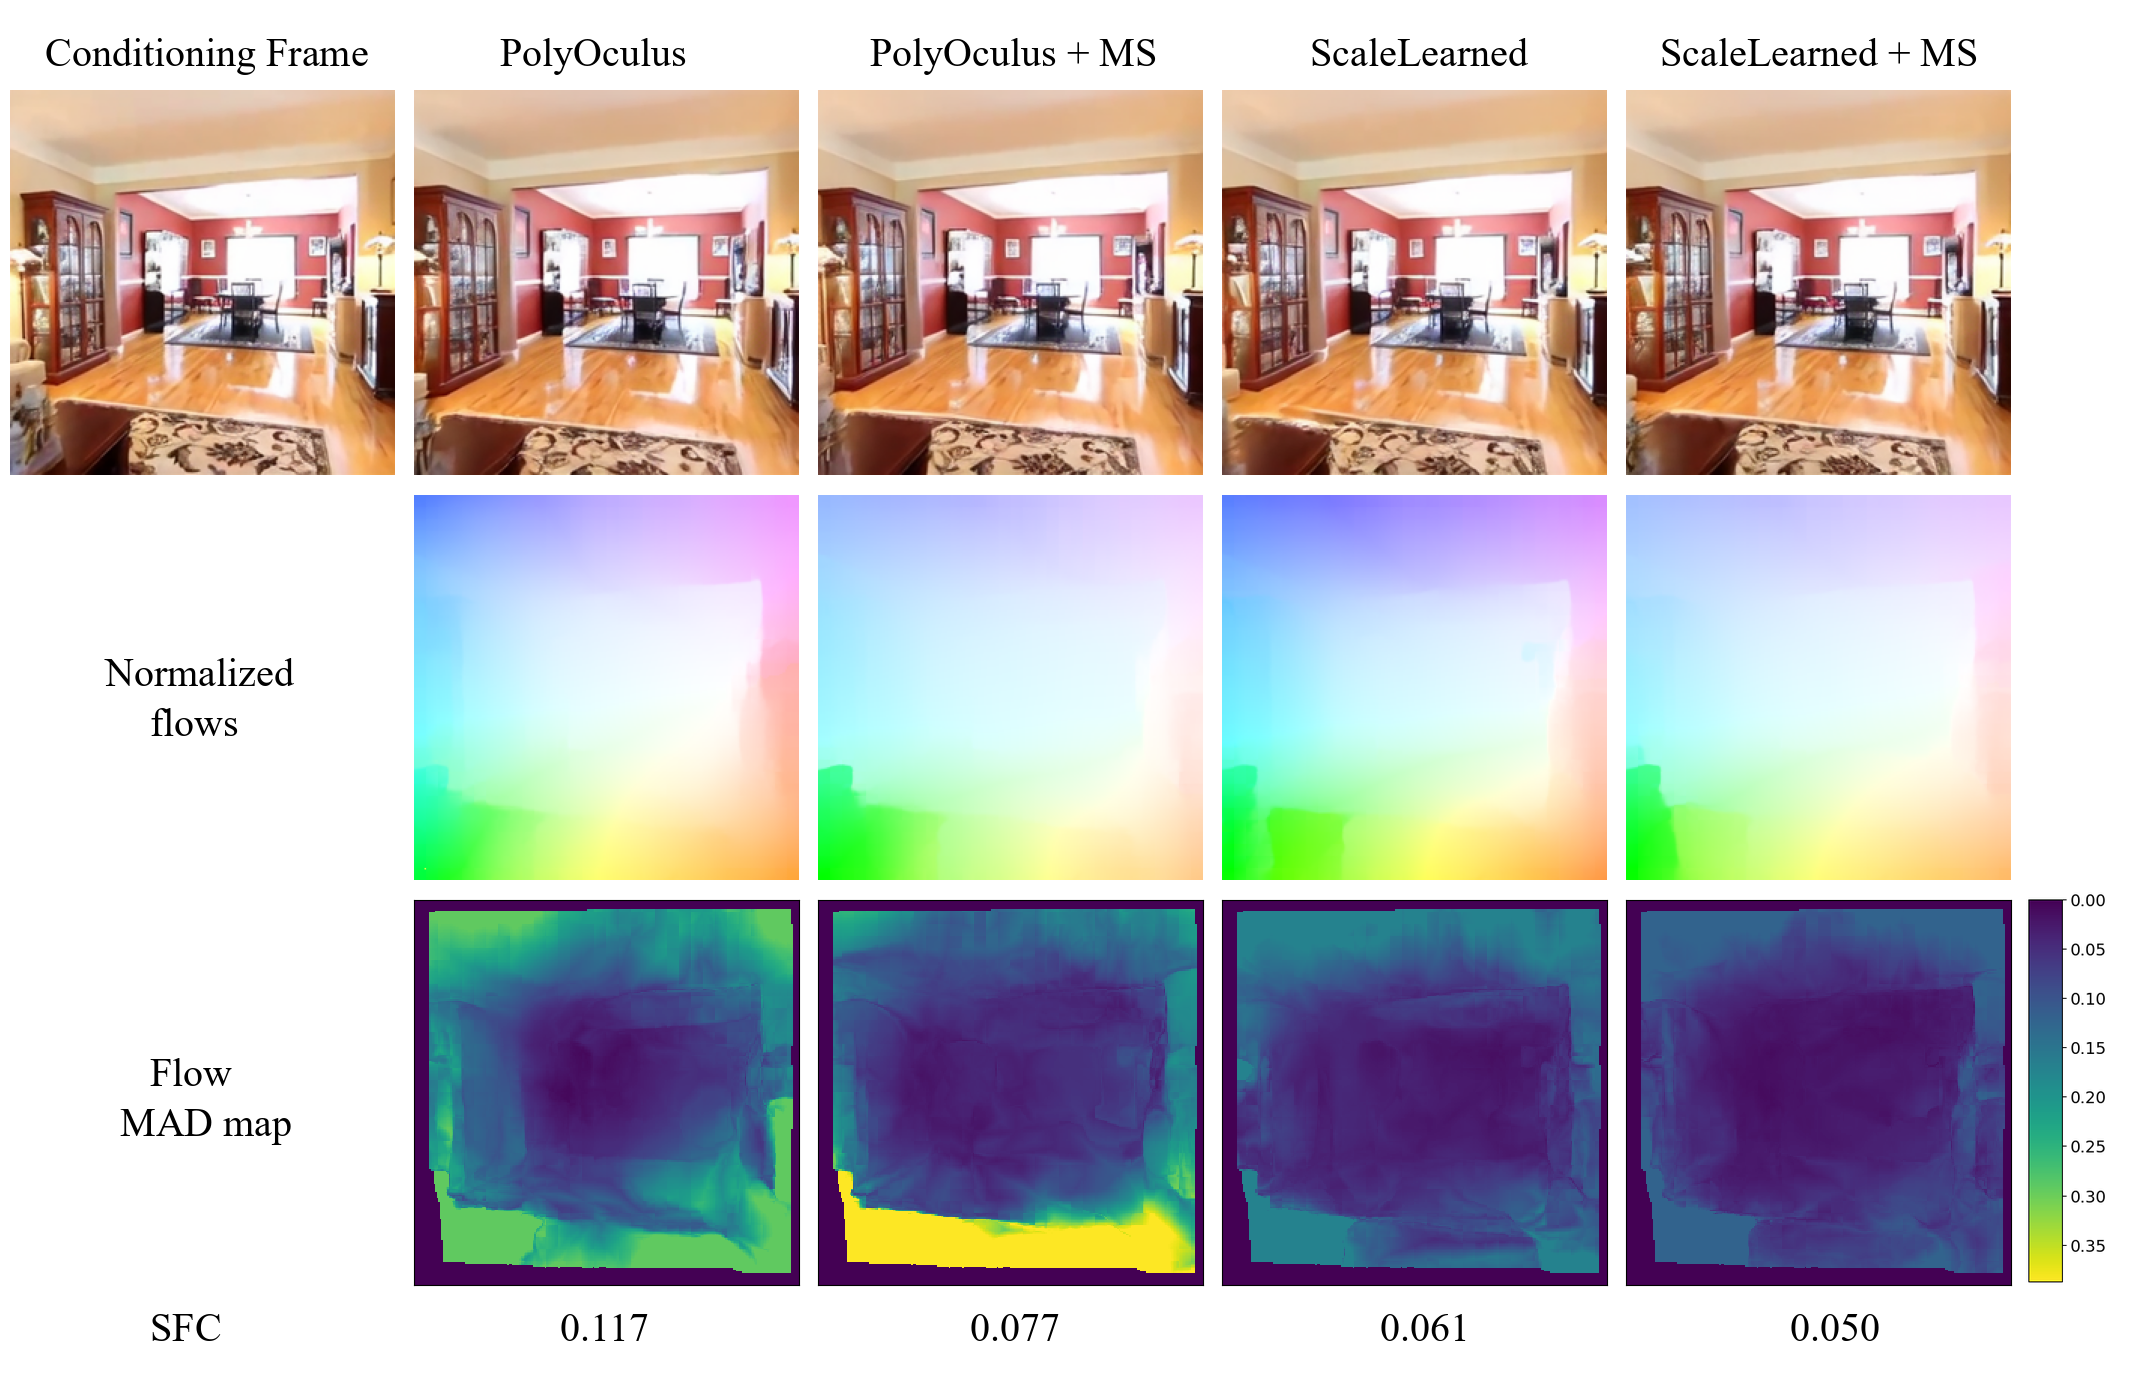 Conditioning Frame
PolyOculus
PolyOculus + MS
ScaleLearned
ScaleLearned + MS
Normalized
flows
Flow
MAD map
0.00
0.05
0.10
0.15
0.20
0.25
0.30
0.35
SFC
0.117
0.077
0.061
0.050